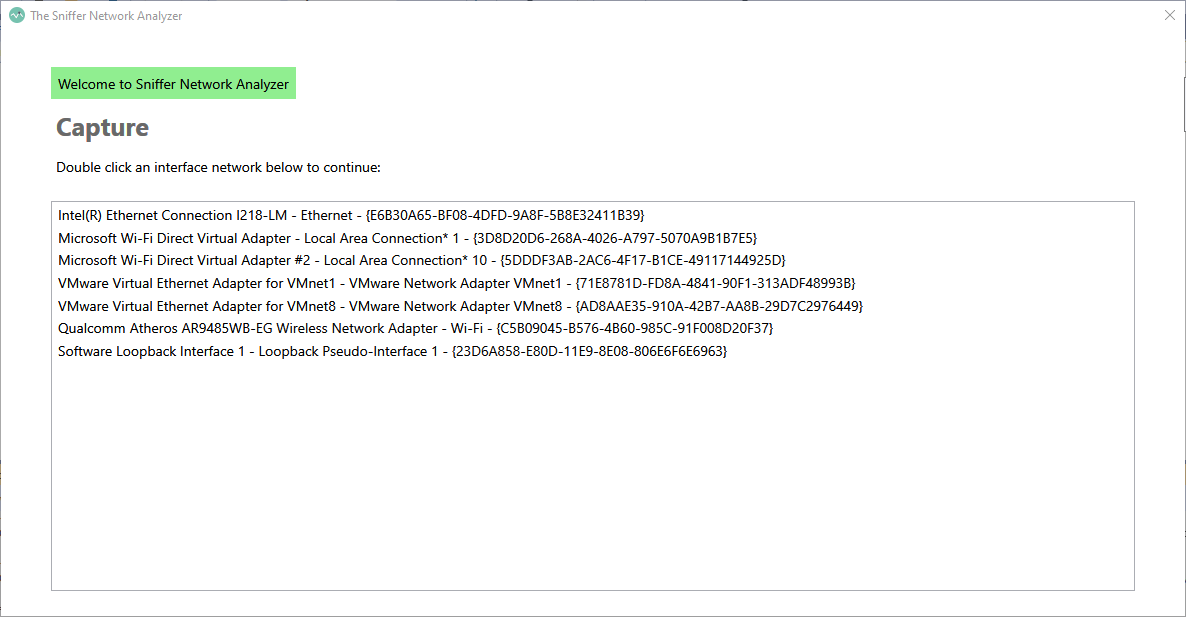 The Sniffer Network Analyzer
Welcome to Sniffer Network Analyzer
Capture
Double click an interface network below to continue:
Intel(R) Ethernet Connection I218-LM - Ethernet - {E6B30A65-BF08-4DFD-9A8F-5B8E32411B39}
Microsoft Wi-Fi Direct Virtual Adapter - Local Area Connection* 1 - {3D8D20D6-268A-4026-A797-5070A9B1B7E5}
Microsoft Wi-Fi Direct Virtual Adapter #2 - Local Area Connection* 10 - {5DDDF3AB-2AC6-4F17-B1CE-49117144925D}
VMware Virtual Ethernet Adapter for VMnet1 - VMware Network Adapter VMnet1 - {71E8781D-FD8A-4841-90F1-313ADF48993B}
VMware Virtual Ethernet Adapter for VMnet8 - VMware Network Adapter VMnet8 - {AD8AAE35-910A-42B7-AA8B-29D7C2976449}
Qualcomm Atheros AR9485WB-EG Wireless Network Adapter - Wi-Fi - {C5B09045-B576-4B60-985C-91F008D20F37}
Software Loopback Interface 1 - Loopback Pseudo-Interface 1 - {23D6A858-E80D-11E9-8E08-806E6F6E6963}